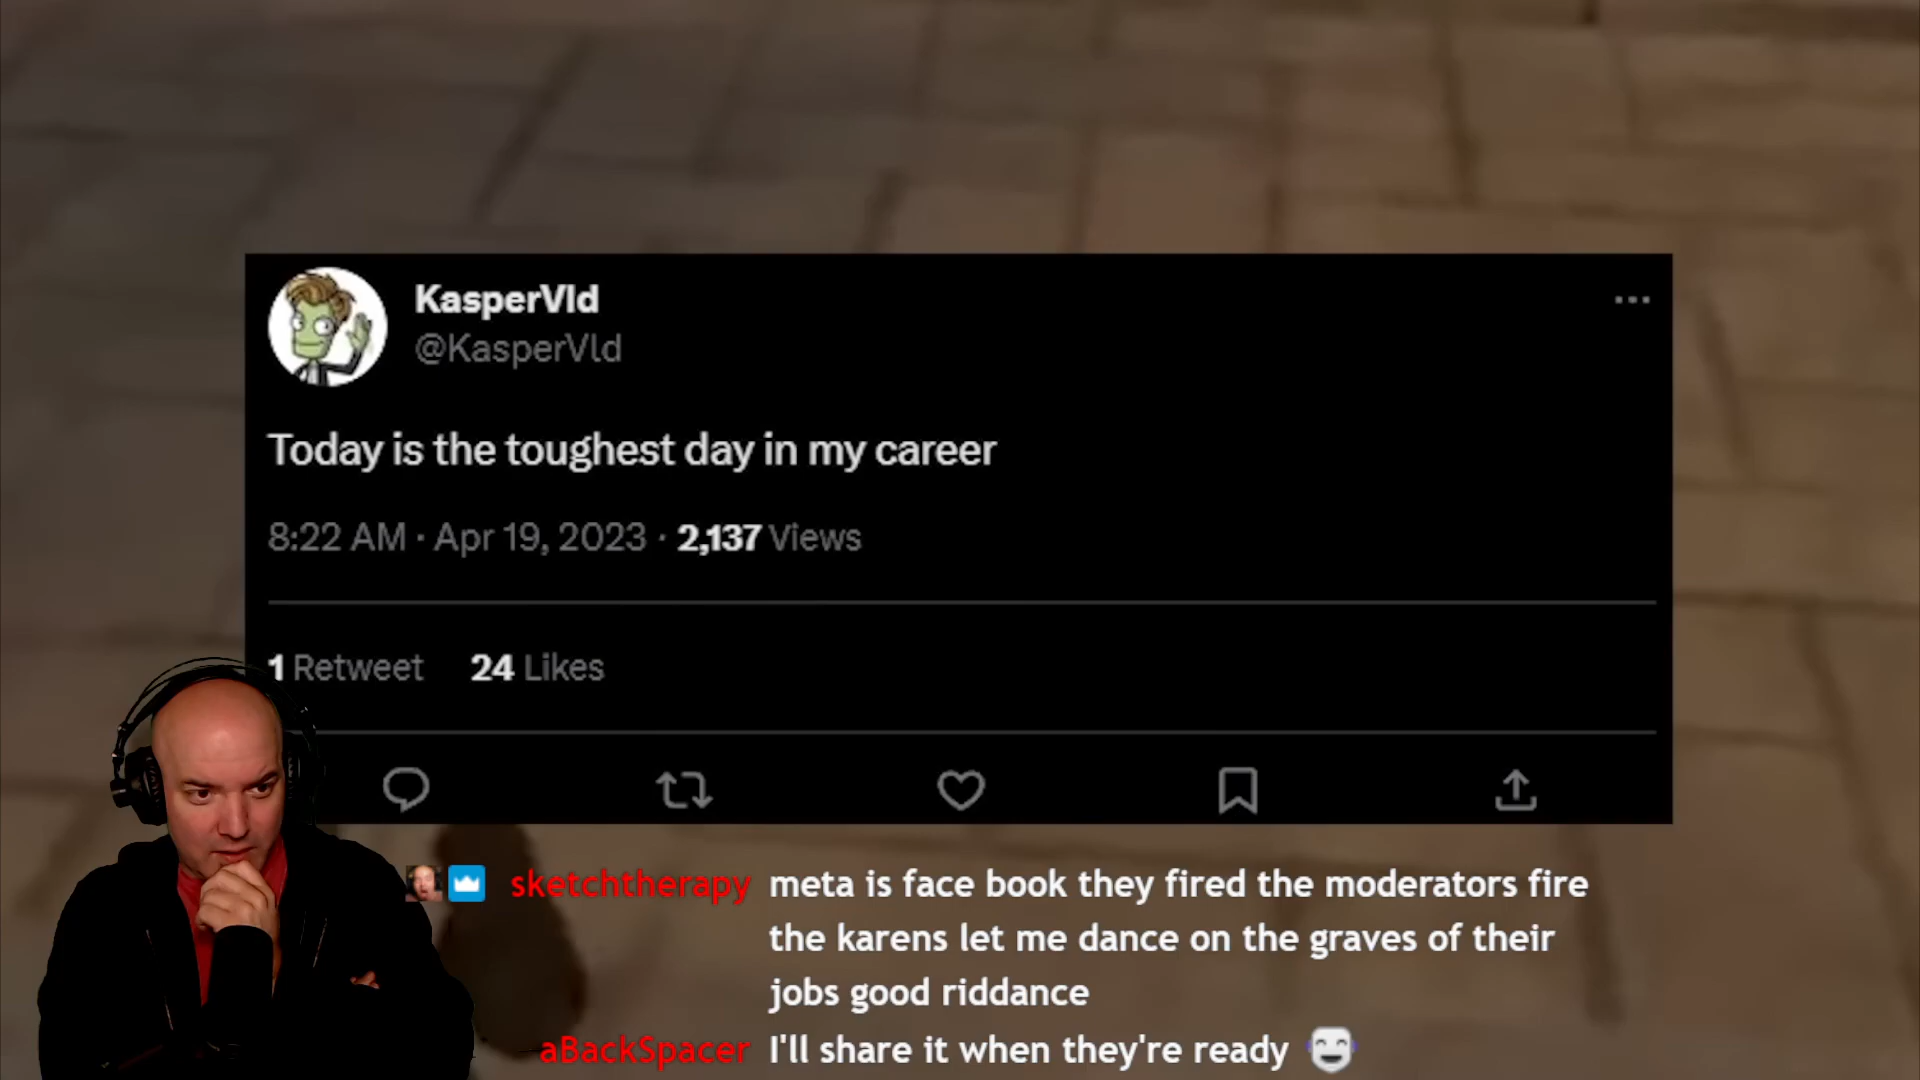 KasperVld
@KasperVld
Today is the toughest day in my career
8:22 AM · Apr 19, 2023 · 2,137 Views
1 Retweet 24 Likes
sketchtherapy meta is face book they fired the moderators fire
the karens let me dance on the graves of their
jobs good riddance
aBackSpacer I'll share it when they're ready